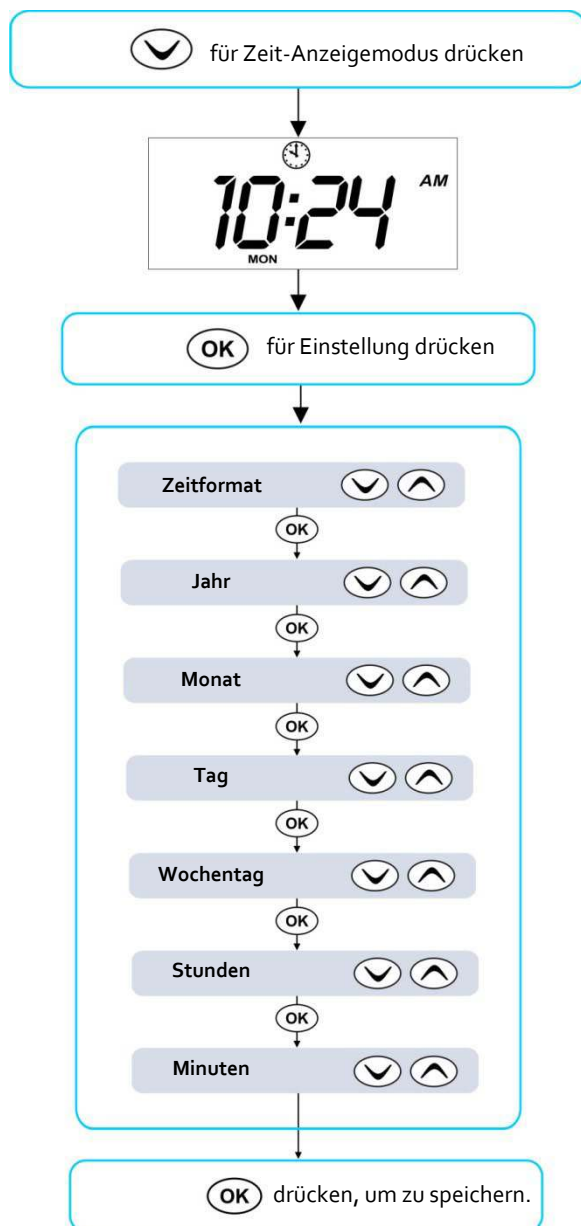 für Zeit-Anzeigemodus drücken
10:24 AM
MON
OK für Einstellung drücken
Zeitformat
OK
Jahr
OK
Monat
OK
Tag
OK
Wochentag
OK
Stunden
OK
Minuten
OK drücken, um zu speichern.